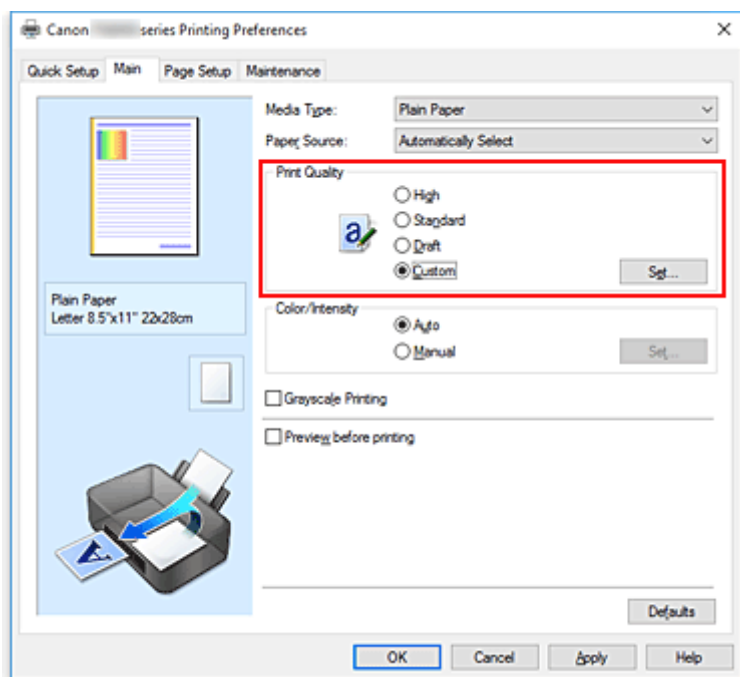 Canon series Printing Preferences
Quick Setup Main Page Setup Maintenance
Media Type: Plain Paper
Paper Source: Automatically Select
Print Quality
High
Standard
a
Draft
Custom Set...
Plain Paper
Letter 8.5"x11" 22x28cm
Color/Intensity
Auto
Manual Set...
Grayscale Printing
Preview before printing
A
Defaults
OK Cancel Apply Help